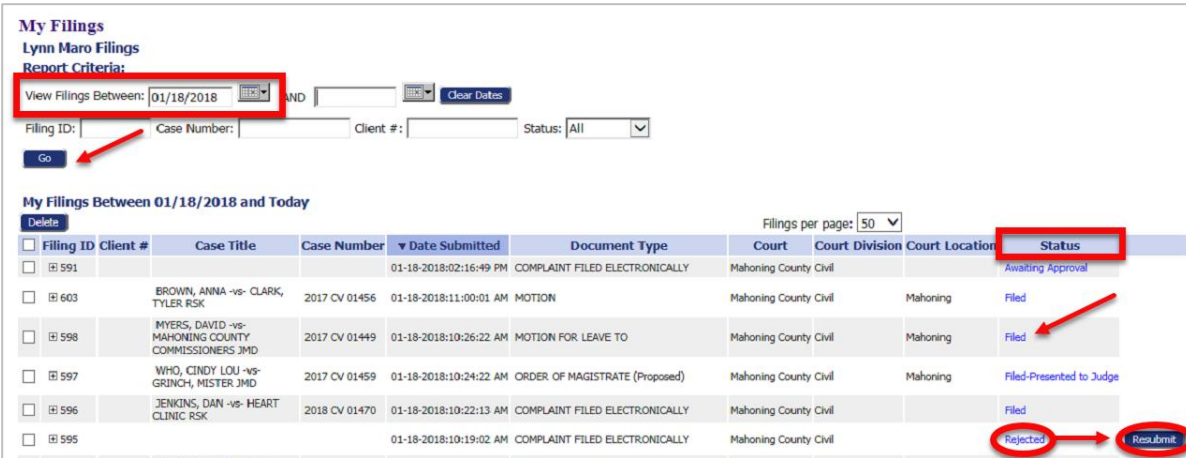 My Filings
Lynn Maro Filings
Report Criteria:
View Filings Between: 01/18/2018 AND Clear Dates
Filing ID: Case Number: Client #: Status: All
Go
My Filings Between 01/18/2018 and Today
Delete Filings per page: 50
Filing ID Client # Case Title Case Number ▼ Date Submitted Document Type Court Court Division Court Location Status
591 01-18-2018:02:16:49 PM COMPLAINT FILED ELECTRONICALLY Mahoning County Civil Awaiting Approval
603 BROWN, ANNA -vs- CLARK, TYLER RSK 2017 CV 01456 01-18-2018:11:00:01 AM MOTION Mahoning County Civil Mahoning Filed
598 MYERS, DAVID -vs- MAHONING COUNTY COMMISSIONERS JMD 2017 CV 01449 01-18-2018:10:26:22 AM MOTION FOR LEAVE TO Mahoning County Civil Mahoning Filed
597 WHO, CINDY LOU -vs- GRINCH, MISTER JMD 2017 CV 01459 01-18-2018:10:24:22 AM ORDER OF MAGISTRATE (Proposed) Mahoning County Civil Mahoning Filed-Presented to Judge
596 JENKINS, DAN -vs- HEART CLINIC RSK 2018 CV 01470 01-18-2018:10:22:13 AM COMPLAINT FILED ELECTRONICALLY Mahoning County Civil Filed
595 01-18-2018:10:19:02 AM COMPLAINT FILED ELECTRONICALLY Mahoning County Civil Rejected Resubmit